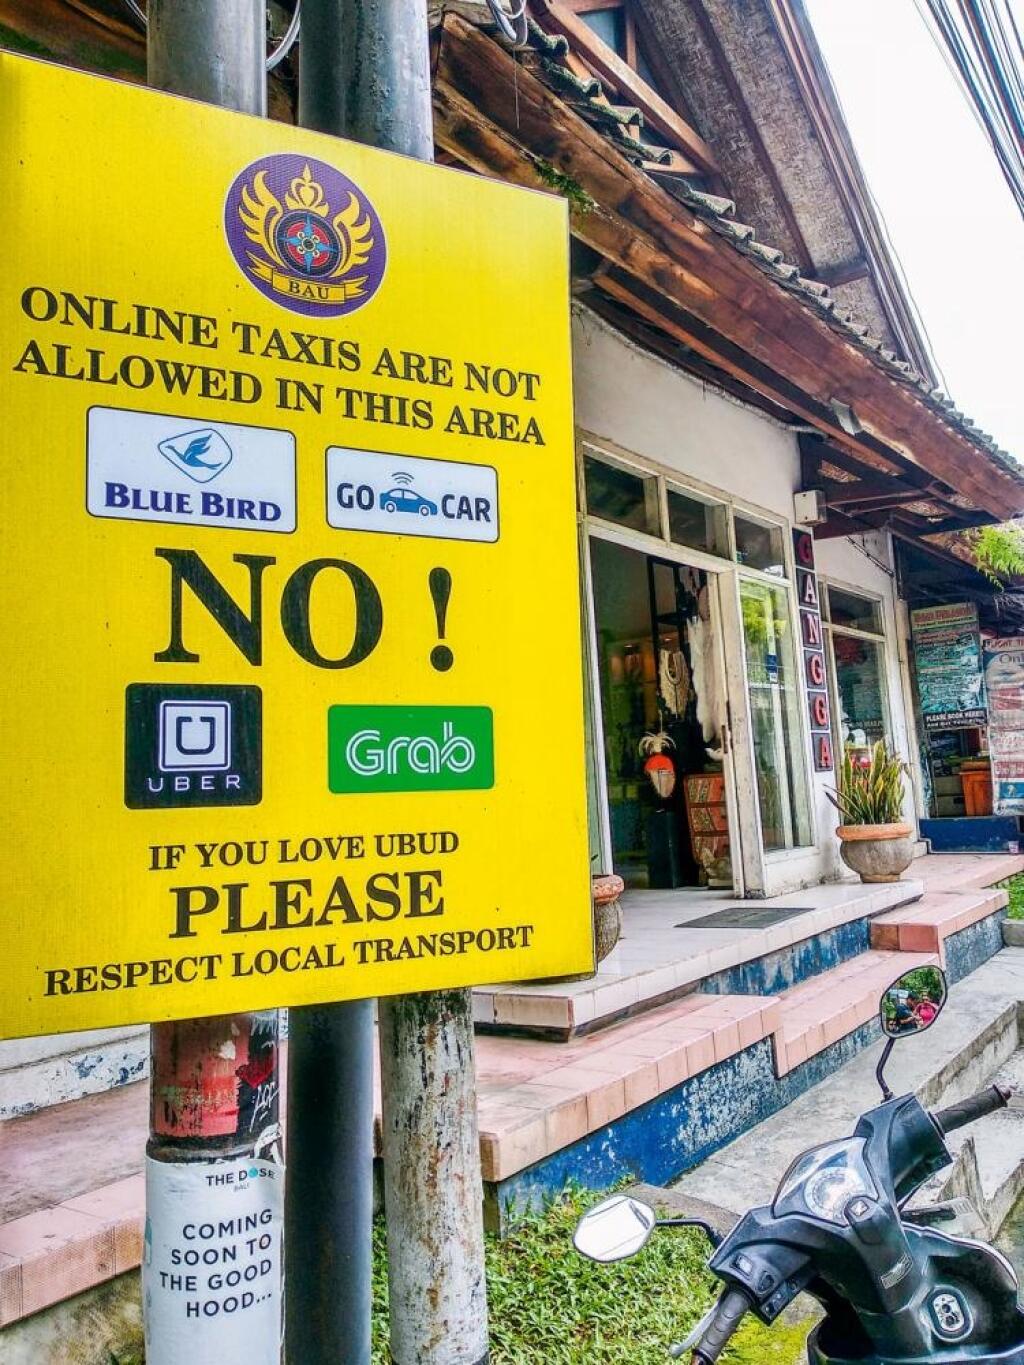 BAU
ONLINE TAXIS ARE NOT
ALLOWED IN THIS AREA
BLUE BIRD
GO CAR
NO !
UBER
Grab
IF YOU LOVE UBUD
PLEASE
RESPECT LOCAL TRANSPORT
GANGGA
PLEASE BOOK HERE!!
THE DOSE
BALI
COMING
SOON TO
THE GOOD
HOOD...